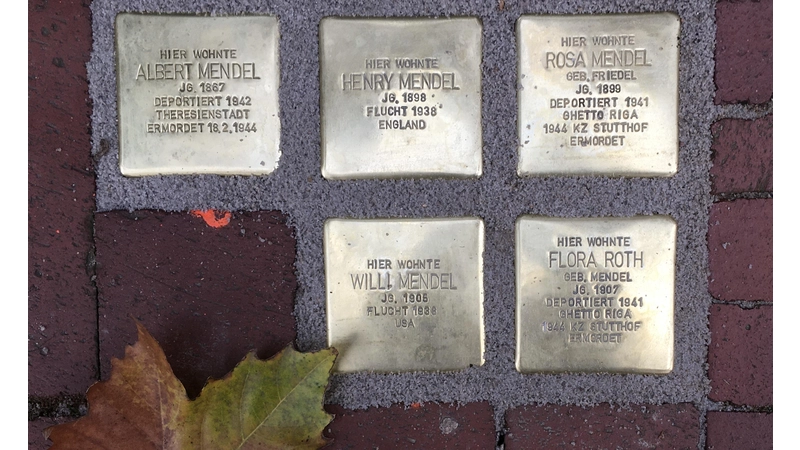 HIER WOHNTE
ALBERT MENDEL
JG. 1867
DEPORTIERT 1942
THERESIENSTADT
ERMORDET 18.2.1944
HIER WOHNTE
HENRY MENDEL
JG. 1898
FLUCHT 1938
ENGLAND
HIER WOHNTE
ROSA MENDEL
GEB. FRIEDEL
JG. 1899
DEPORTIERT 1941
GHETTO RIGA
1944 KZ STUTTHOF
ERMORDET
HIER WOHNTE
WILLI MENDEL
JG. 1905
FLUCHT
USA
HIER WOHNTE
FLORA ROTH
GEB. MENDEL
JG. 1907
DEPORTIERT 1941
GHETTO RIGA
1944 KZ STUTTHOF
ERMORDET